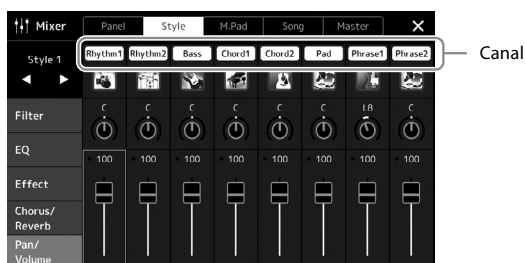 Mixer Panel Style M.Pad Song Master
Style 1 Rhythm1 Rhythm2 Bass Chord1 Chord2 Pad Phrase1 Phrase2 Canal
Filter C C C C C C L8 C
EQ 100 100 100 100 100 100 100 100
Effect
Chorus/
Reverb
Pan/
Volume